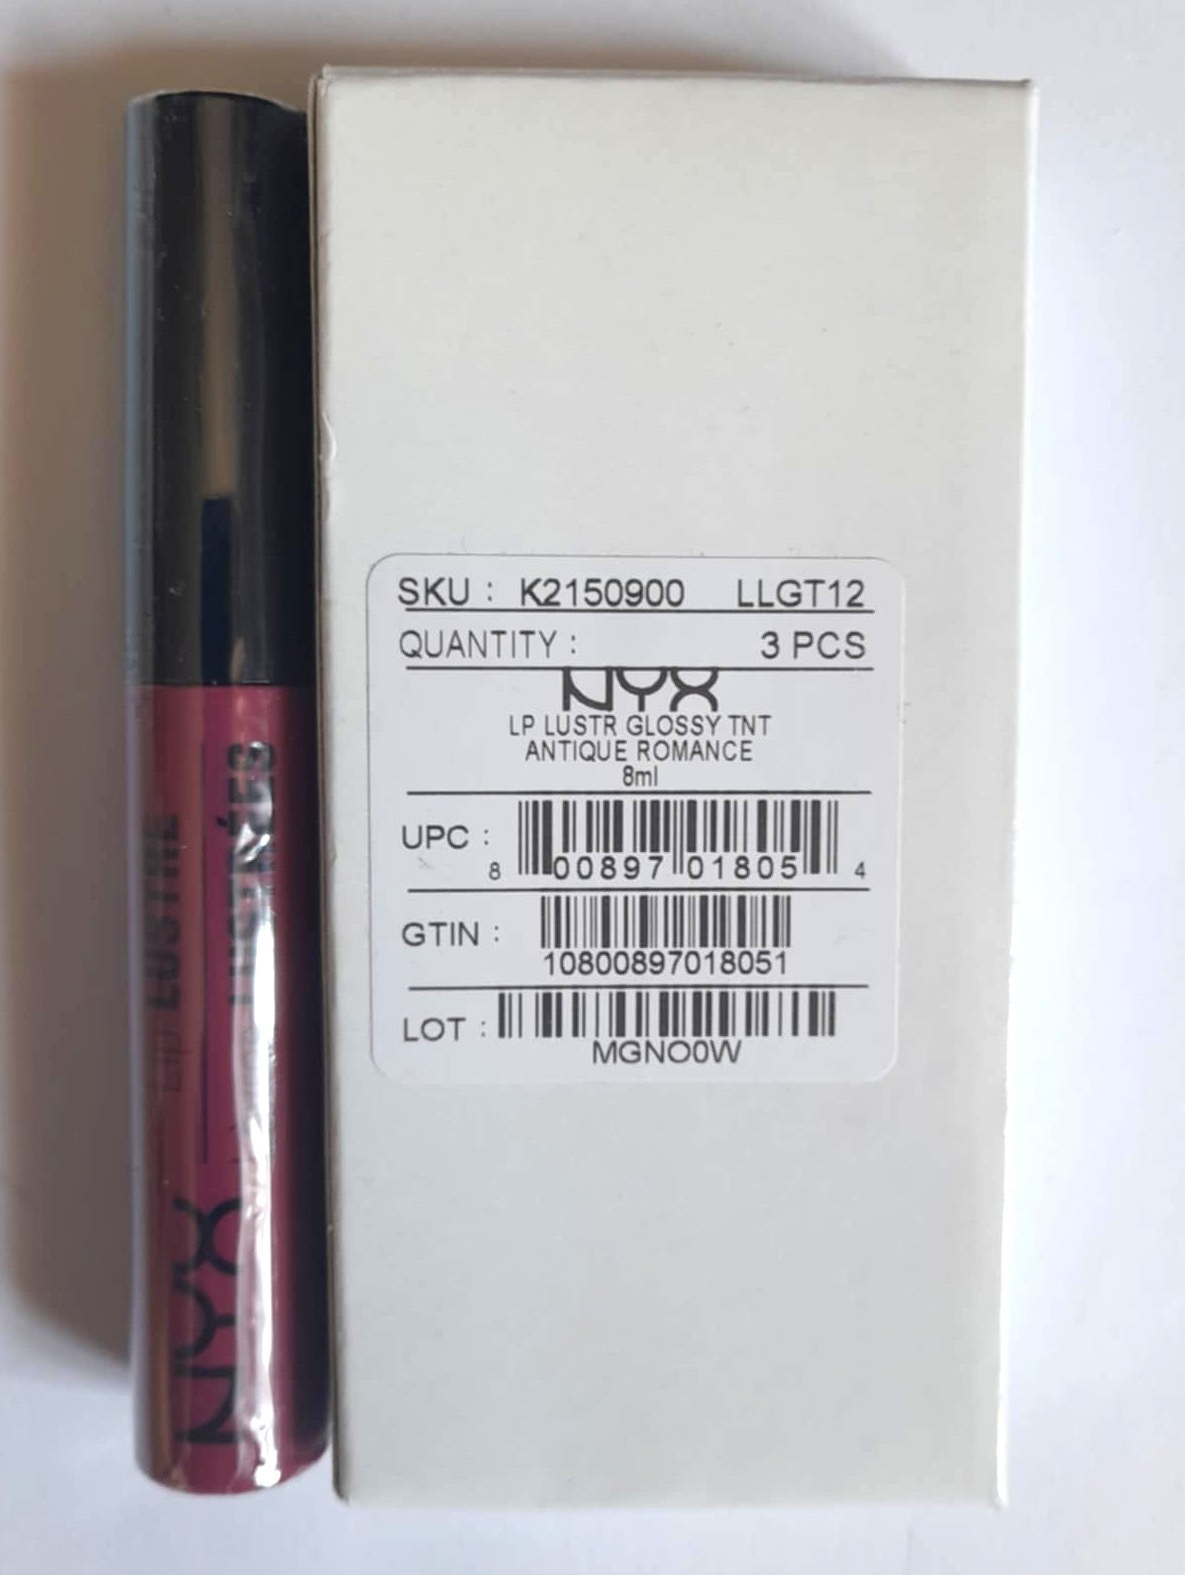 SKU : K2150900 LLGT12
QUANTITY : 3 PCS
NYX
LP LUSTR GLOSSY TNT
ANTIQUE ROMANCE
8ml
UPC :
8 00897 01805 4
GTIN :
10800897018051
LOT :
MGNO0W
NYX
Lip LUSTRE
LUSTRÉES